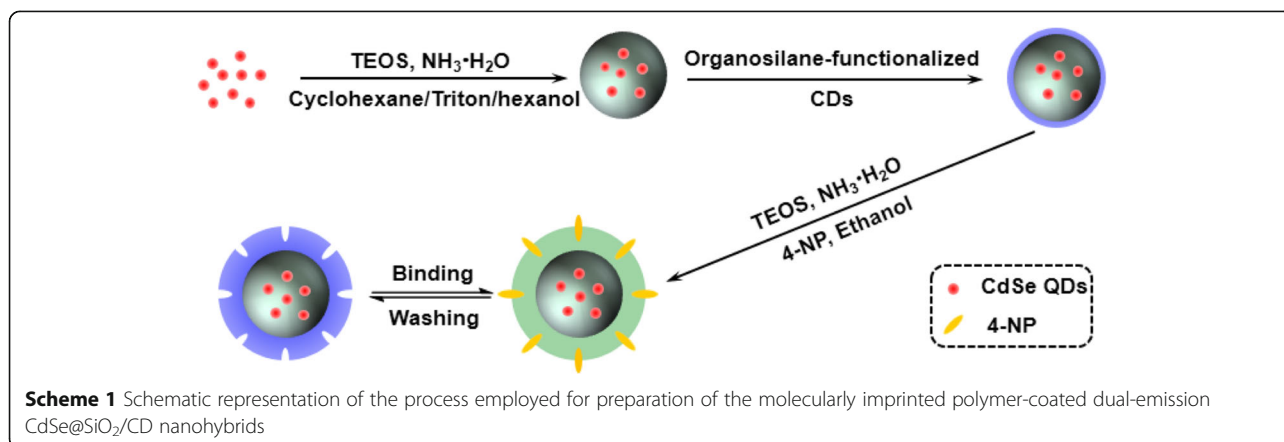 TEOS, NH₃·H₂O
Cyclohexane/Triton/hexanol
Organosilane-functionalized
CDs
TEOS, NH₃·H₂O
4-NP, Ethanol
Binding
Washing
CdSe QDs
4-NP
Scheme 1 Schematic representation of the process employed for preparation of the molecularly imprinted polymer-coated dual-emission
CdSe@SiO₂/CD nanohybrids